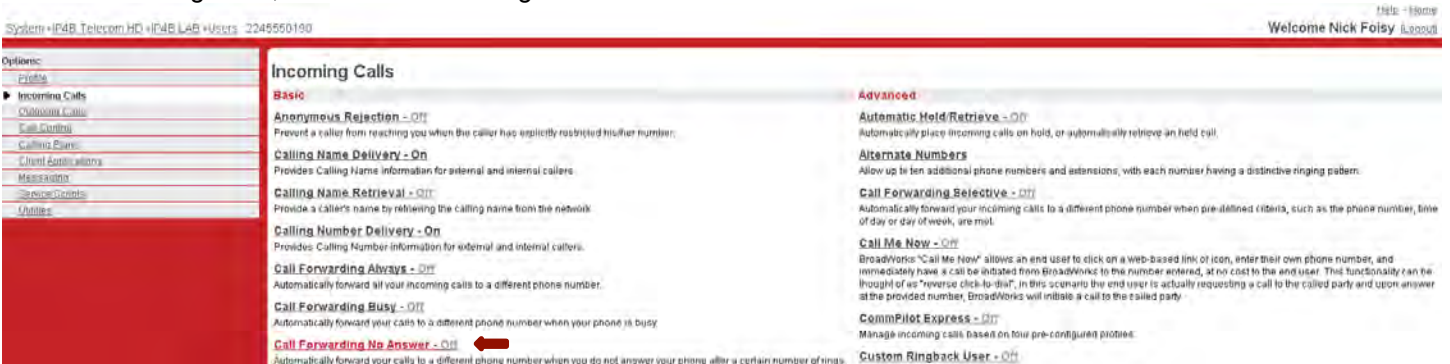 Help - Home
System >IP4B Telecom HD >IP4B LAB >Users 2245550190
Welcome Nick Foisy [Logout]
Options:
Profile
Incoming Calls
Outgoing Calls
Call Control
Calling Plans
Client Applications
Messaging
Service Scripts
Utilities
Incoming Calls
Basic
Anonymous Rejection - Off
Prevent a caller from reaching you when the caller has explicitly restricted his/her number.
Calling Name Delivery - On
Provides Calling Name information for external and internal callers.
Calling Name Retrieval - Off
Provide a caller's name by retrieving the calling name from the network.
Calling Number Delivery - On
Provides Calling Number information for external and internal callers.
Call Forwarding Always - Off
Automatically forward all your incoming calls to a different phone number.
Call Forwarding Busy - Off
Automatically forward your calls to a different phone number when your phone is busy.
Call Forwarding No Answer - Off
Automatically forward your calls to a different phone number when you do not answer your phone after a certain number of rings.
Advanced
Automatic Hold/Retrieve - On
Automatically place incoming calls on hold, or automatically retrieve an held call.
Alternate Numbers
Allow up to ten additional phone numbers and extensions, with each number having a distinctive ringing pattern.
Call Forwarding Selective - Off
Automatically forward your incoming calls to a different phone number when pre-defined criteria, such as the phone number, time
of day or day of week, are met.
Call Me Now - Off
BroadWorks "Call Me Now" allows an end user to click on a web-based link or icon, enter their own phone number, and
immediately have a call be initiated from BroadWorks to the number entered, at no cost to the end user. This functionality can be
thought of as "reverse click-to-dial", in this scenario the end user is actually requesting a call to the called party and upon answer
at the provided number, BroadWorks will initiate a call to the called party.
CommPilot Express - Off
Manage incoming calls based on four pre-configured profiles.
Custom Ringback User - Off